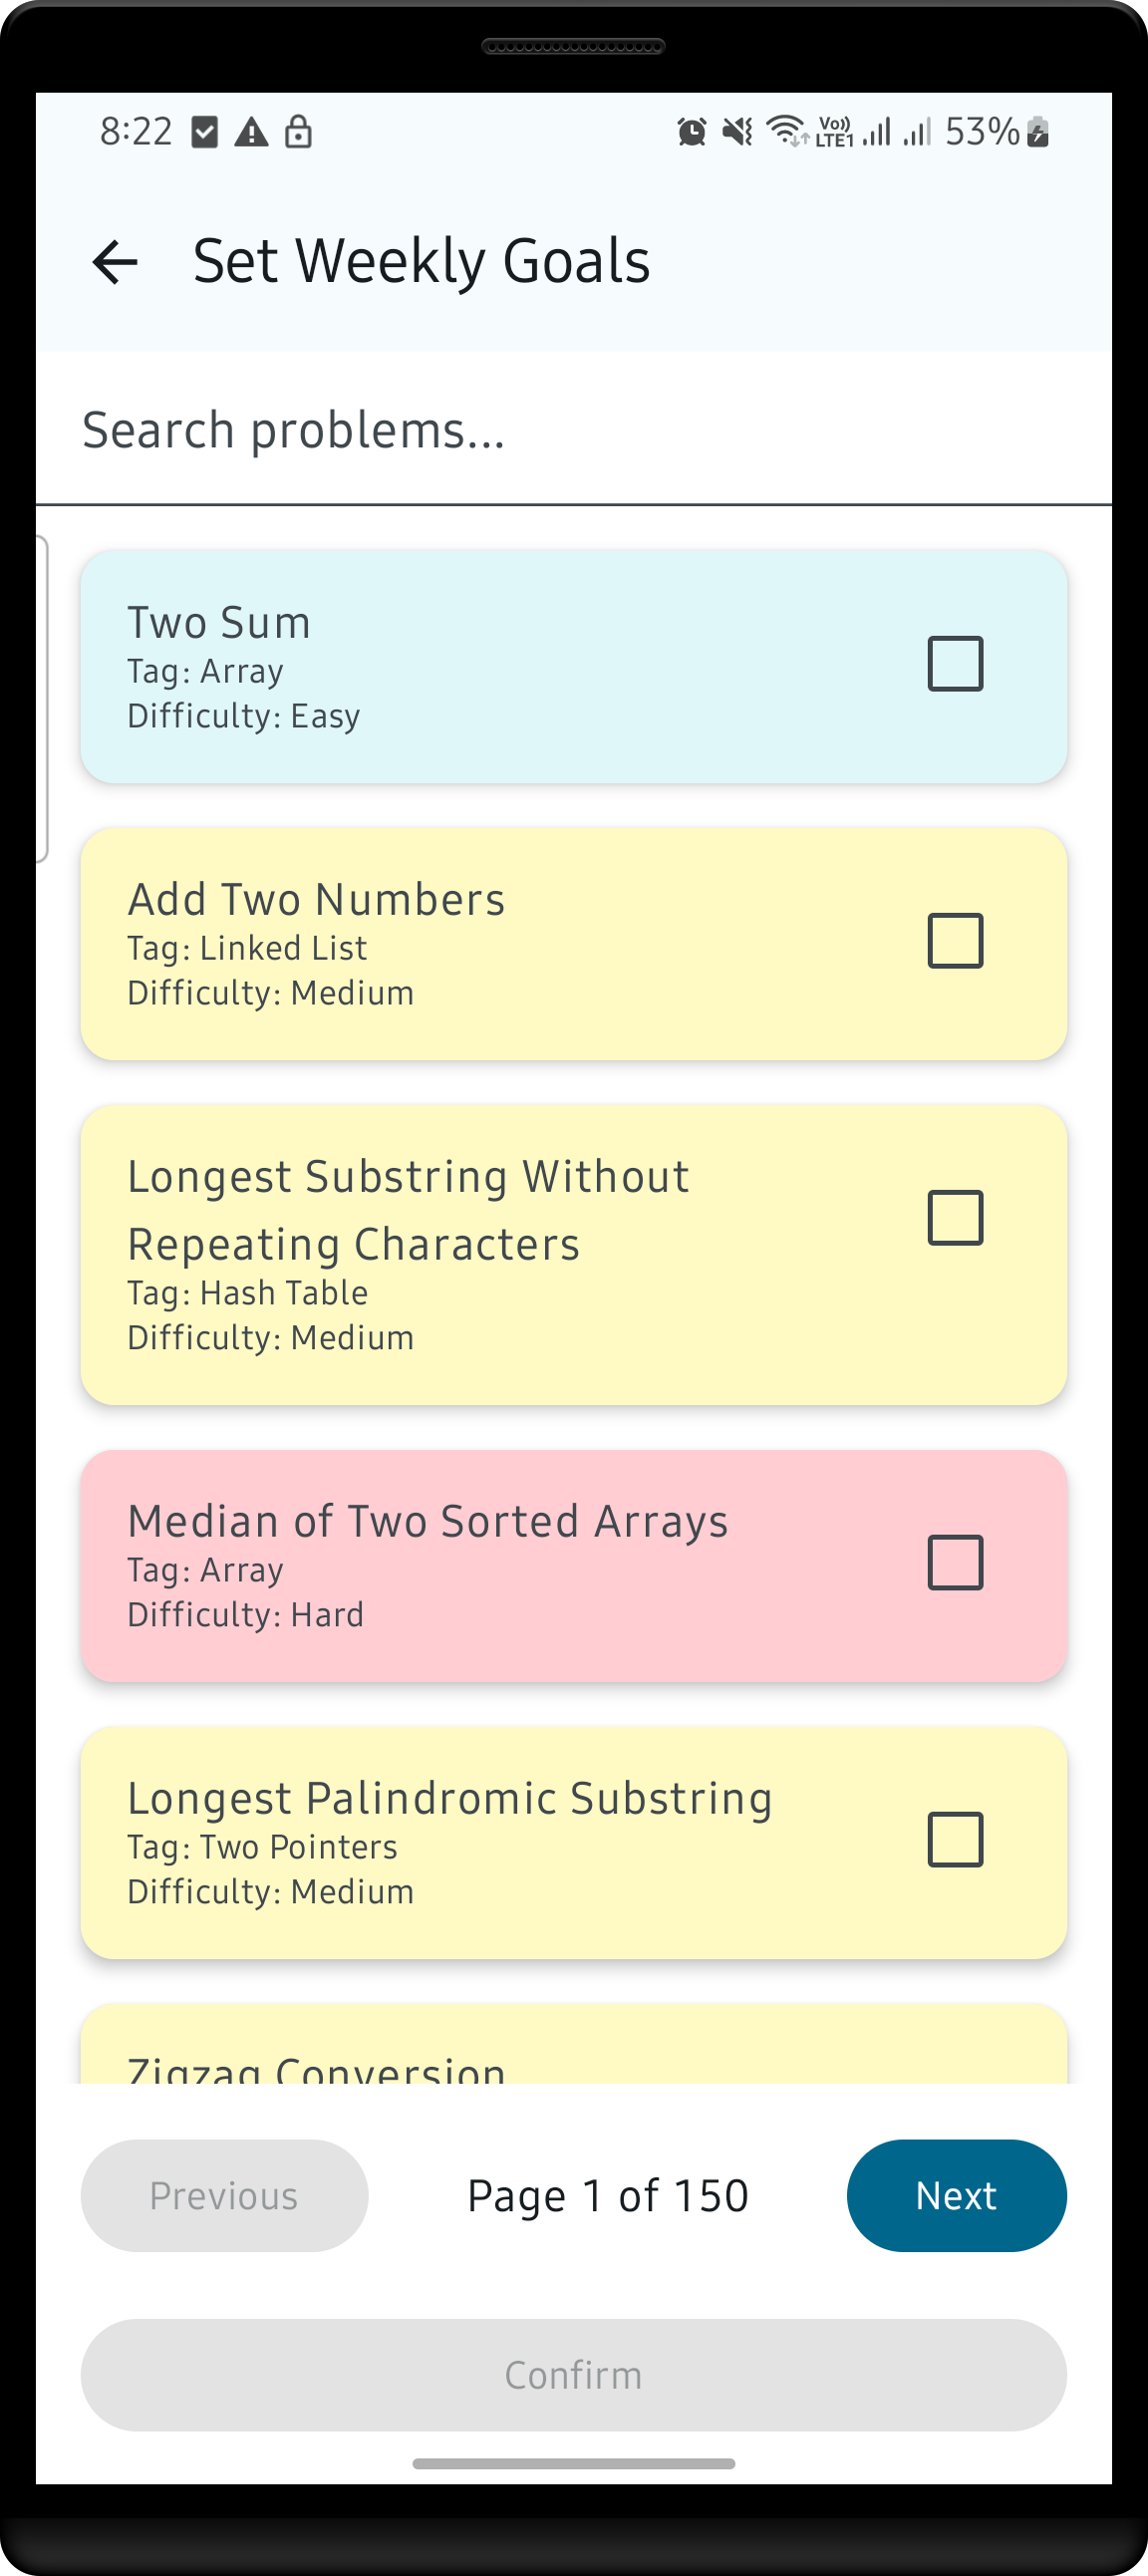 8:22
Vo)) LTE1 53%
Set Weekly Goals
Search problems...
Two Sum
Tag: Array
Difficulty: Easy
Add Two Numbers
Tag: Linked List
Difficulty: Medium
Longest Substring Without
Repeating Characters
Tag: Hash Table
Difficulty: Medium
Median of Two Sorted Arrays
Tag: Array
Difficulty: Hard
Longest Palindromic Substring
Tag: Two Pointers
Difficulty: Medium
Zigzag Conversion
Previous
Page 1 of 150
Next
Confirm